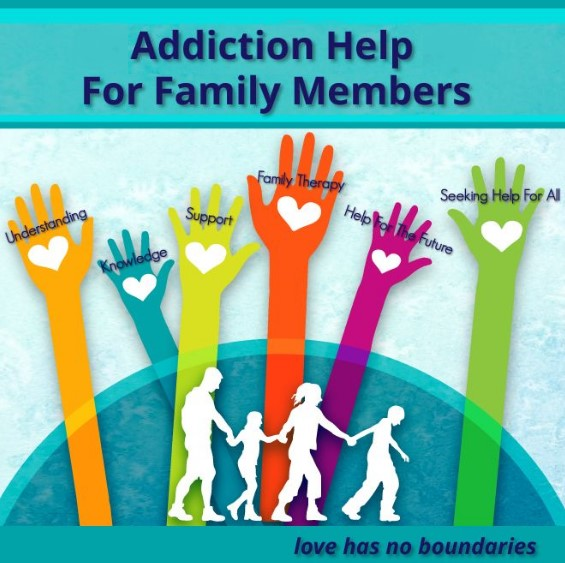 Addiction Help
For Family Members
Understanding
Knowledge
Support
Family Therapy
Help For The Future
Seeking Help For All
love has no boundaries